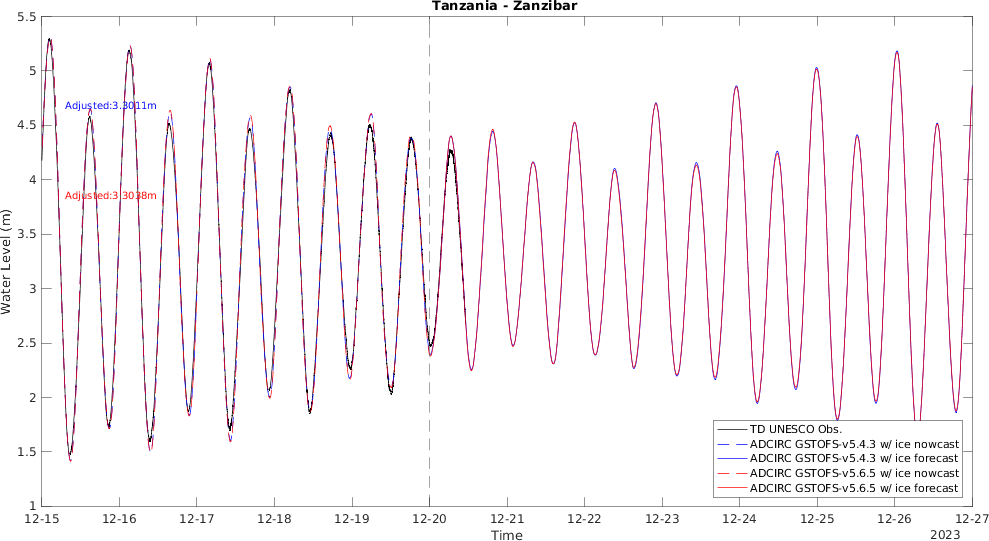 Tanzania - Zanzibar
5.5
5
4.5
4
3.5
3
2.5
2
1.5
1
Water Level (m)
Adjusted:3.3011m
Adjusted:3.3038m
TD UNESCO Obs.
ADCIRC GSTOFS-v5.4.3 w/ ice nowcast
ADCIRC GSTOFS-v5.4.3 w/ ice forecast
ADCIRC GSTOFS-v5.6.5 w/ ice nowcast
ADCIRC GSTOFS-v5.6.5 w/ ice forecast
12-15 12-16 12-17 12-18 12-19 12-20 12-21 12-22 12-23 12-24 12-25 12-26 12-27
Time
2023